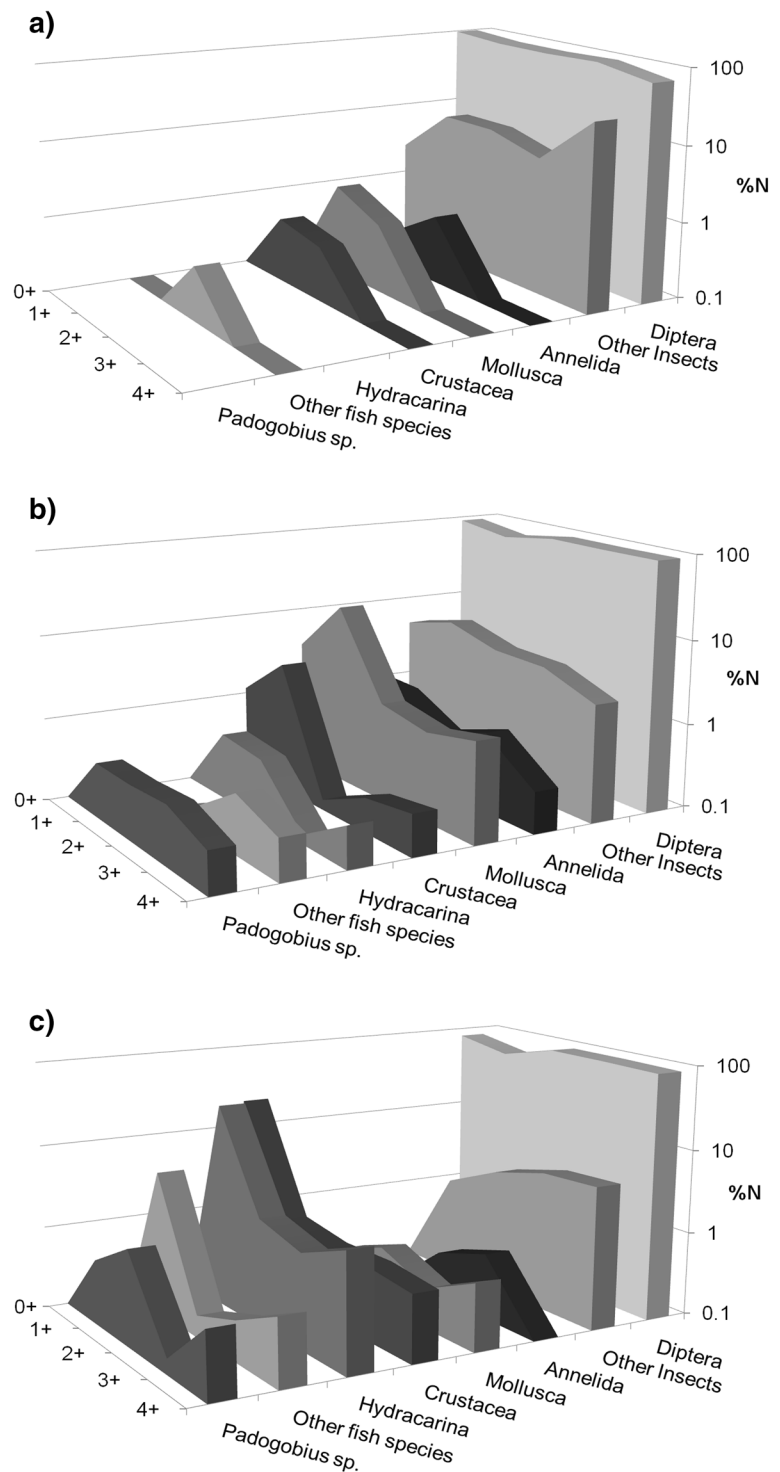 a)
100
10
%N
1
0.1
0+
1+
2+
3+
4+
Diptera
Other Insects
Annelida
Mollusca
Crustacea
Hydracarina
Other fish species
Padogobius sp.
b)
100
10
%N
1
0.1
0+
1+
2+
3+
4+
Diptera
Other Insects
Annelida
Mollusca
Crustacea
Hydracarina
Other fish species
Padogobius sp.
c)
100
10
%N
1
0.1
0+
1+
2+
3+
4+
Diptera
Other Insects
Annelida
Mollusca
Crustacea
Hydracarina
Other fish species
Padogobius sp.